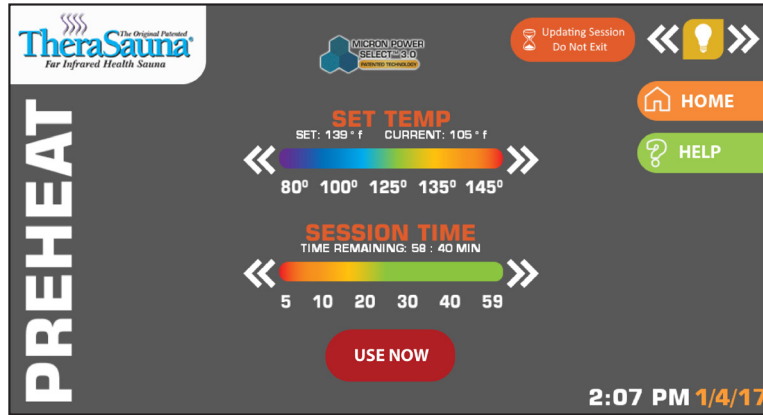 The Original Patented
TheraSauna®
Far Infrared Health Sauna
MICRON POWER
SELECT™3.0
PATENTED TECHNOLOGY
Updating Session
Do Not Exit
HOME
HELP
PREHEAT
SET TEMP
SET: 139° f CURRENT: 105° f
80⁰ 100⁰ 125⁰ 135⁰ 145⁰
SESSION TIME
TIME REMAINING: 58 : 40 MIN
5 10 20 30 40 59
USE NOW
2:07 PM 1/4/17